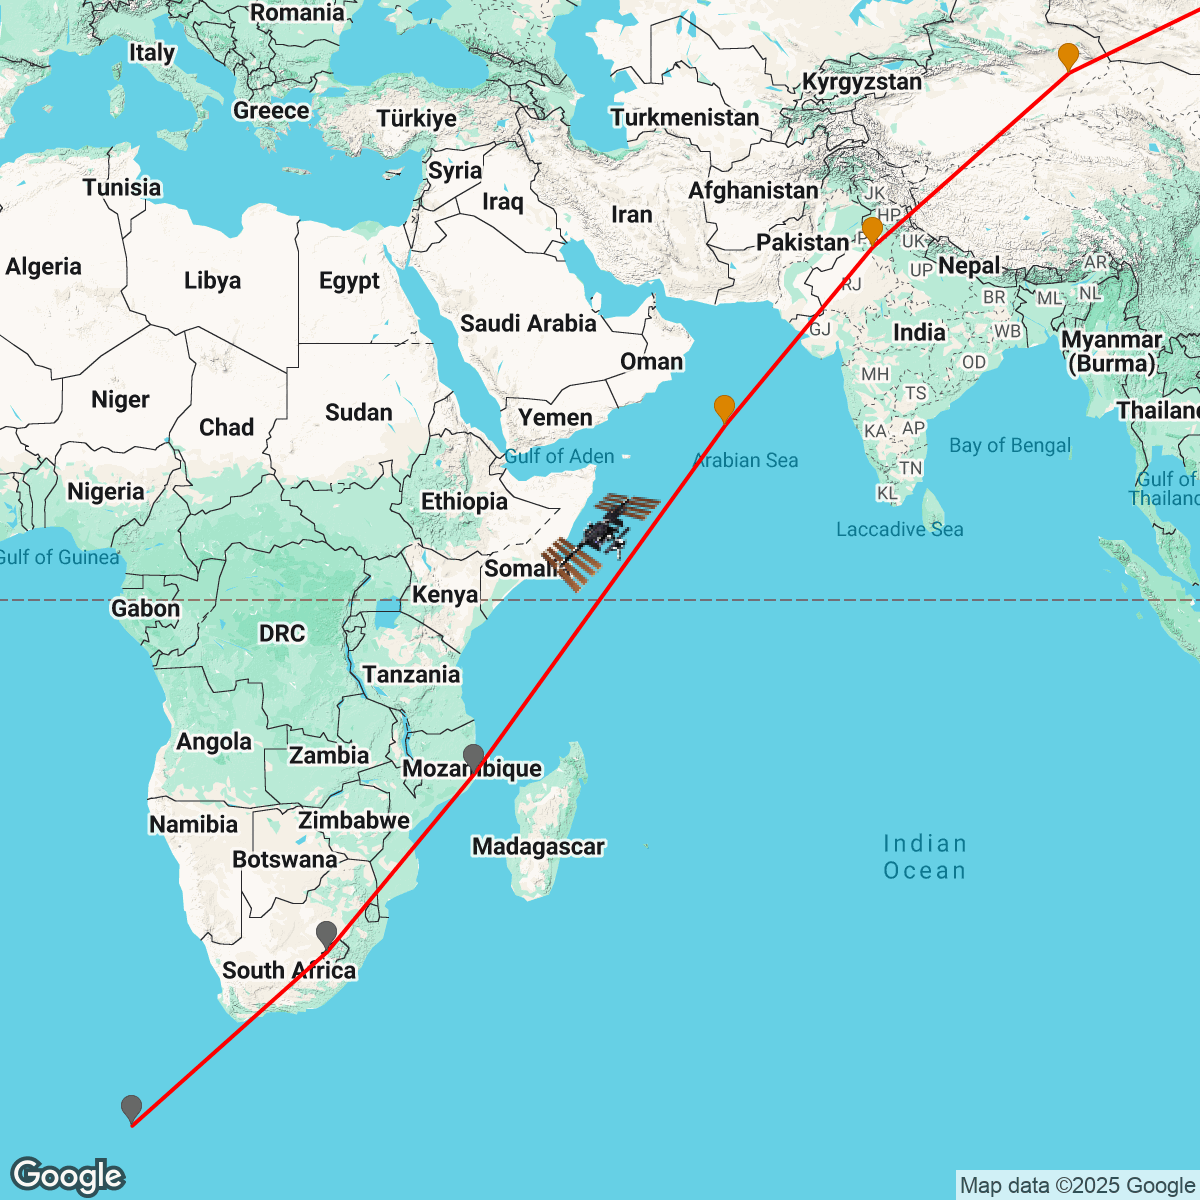 Romania
Italy
Greece
Türkiye
Kyrgyzstan
Turkmenistan
Tunisia
Syria
Iraq
Iran
Afghanistan
JK
HP
Pakistan
UK
Algeria
Libya
Egypt
Nepal
UP
AR
RJ
BR
ML
NL
Saudi Arabia
GJ
India
WB
Myanmar
(Burma)
Oman
OD
MH
TS
Niger
Chad
Sudan
Yemen
Thailand
KA
AP
Gulf of Aden
Arabian Sea
Bay of Bengal
TN
KL
Nigeria
Ethiopia
Gulf of
Thailand
Laccadive Sea
Gulf of Guinea
Somalia
Kenya
Gabon
DRC
Tanzania
Angola
Zambia
Mozambique
Namibia
Zimbabwe
Botswana
Madagascar
Indian
Ocean
South Africa
Google
Map data ©2025 Google